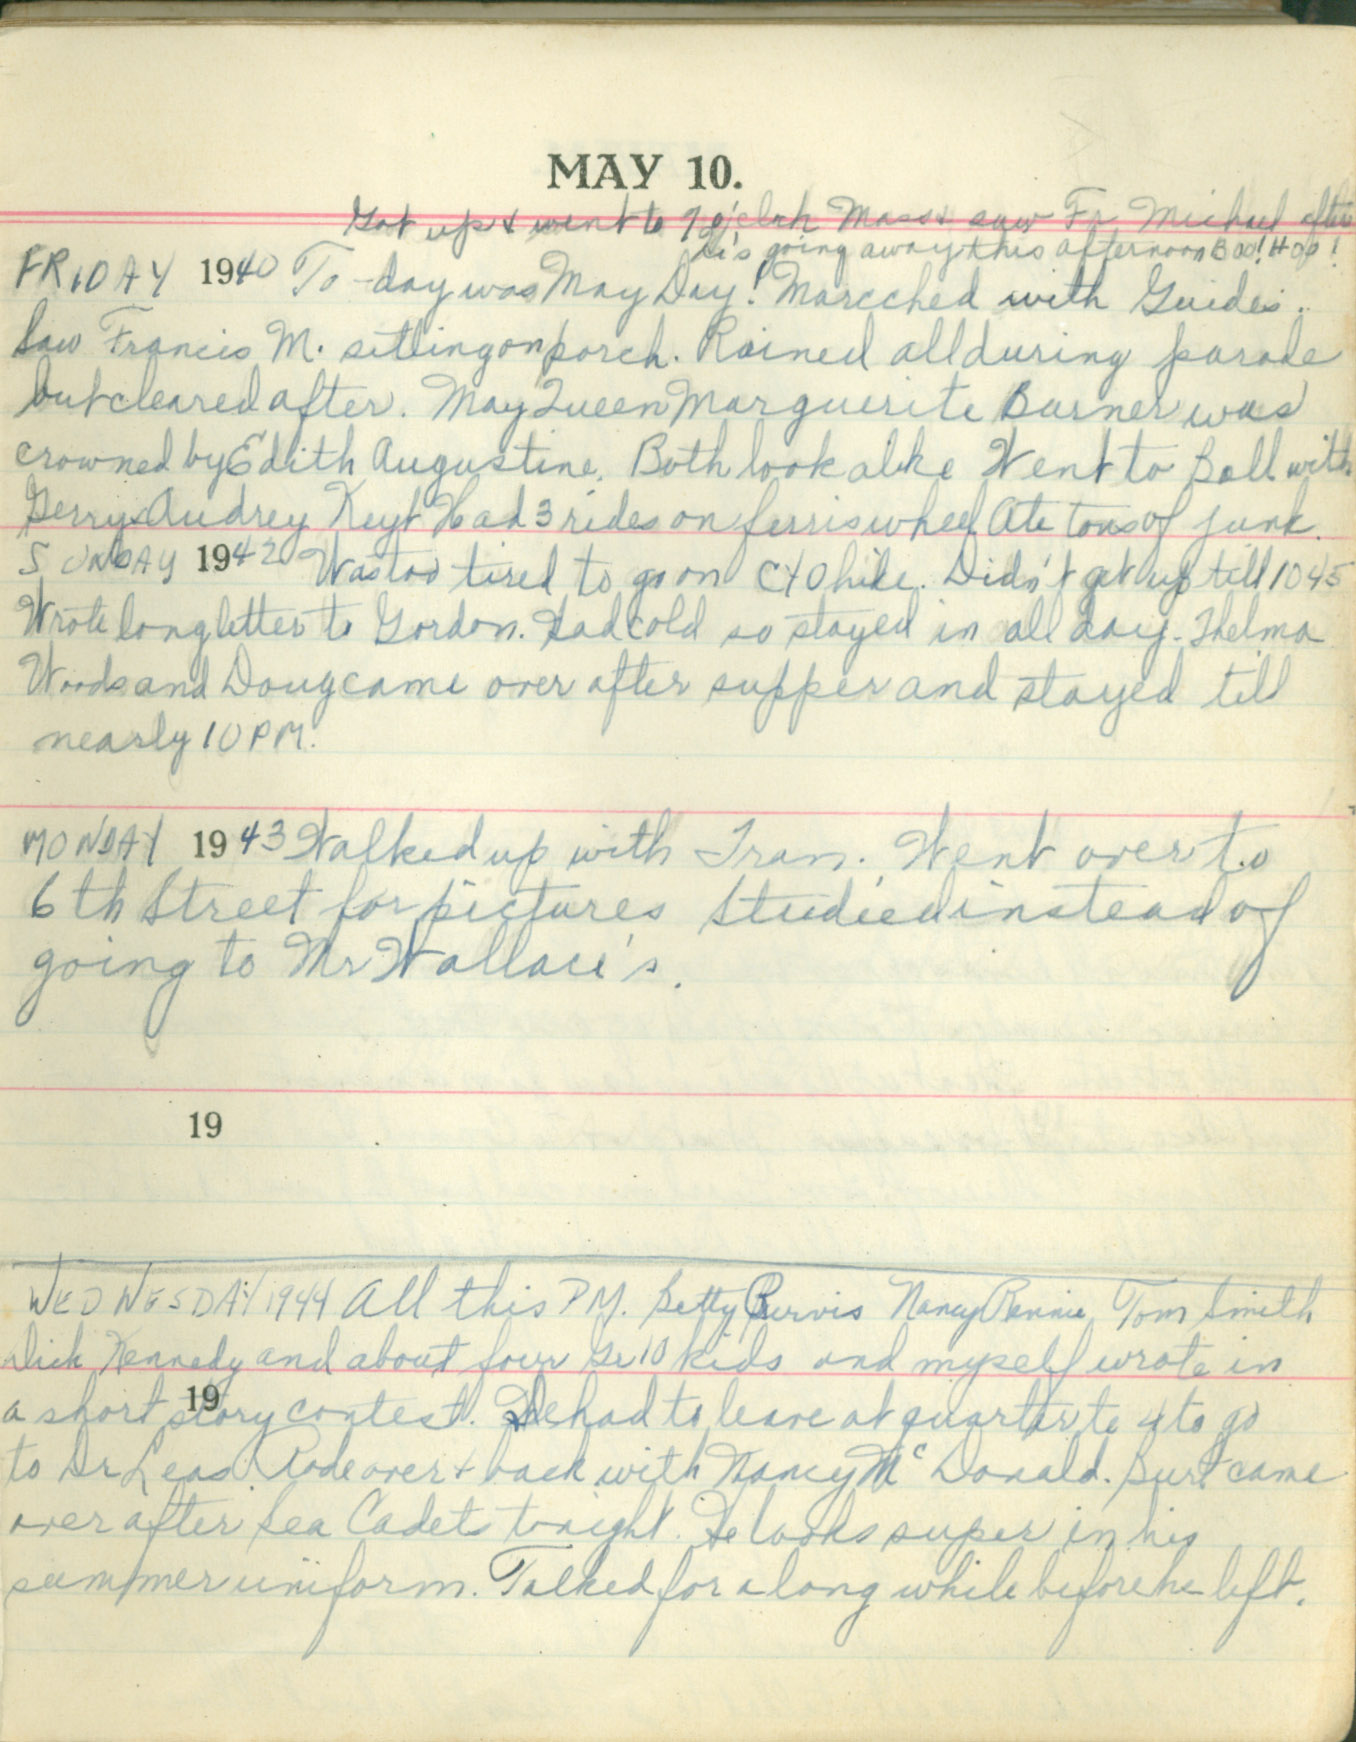 MAY 10.
Got up & went to 7 o'clock Mass & saw Fr. Michael after
He's going away this afternoon Boo! Hoo!
FRIDAY 1940 To-day was May Day! Marcched with Guides.
Saw Francis M. sitting on porch. Rained all during parade
but cleared after. May Queen Marguerite Burner was
crowned by Edith Augustine. Both look alike Went to Ball with
Gerry & Audrey Keyt Had 3 rides on ferris wheel. Ate tons of junk.
SUNDAY 1942 Was too tired to go on CYO hike. Didn't get up till 10 45
Wrote long letter to Gordon. Had cold so stayed in all day. Thelma
Woods and Doug came over after supper and stayed till
nearly 10 PM.
MONDAY 1943 Walked up with Fran. Went over to
6th Street for pictures Studied instead of
going to Mr Wallace's.
19
WEDNESDAY 1944 All this PM. Betty Purvis Nancy Rennie Tom Smith
Dick Kennedy and about four Gr 10 kids and myself wrote in
19
a short story contest. had to leave at quarter to 4 to go
to Dr Leas. Rode over & back with Nancy McDonald. Burt came
over after Sea Cadets tonight. He looks super in his
summer uniform. Talked for a long while before he left.